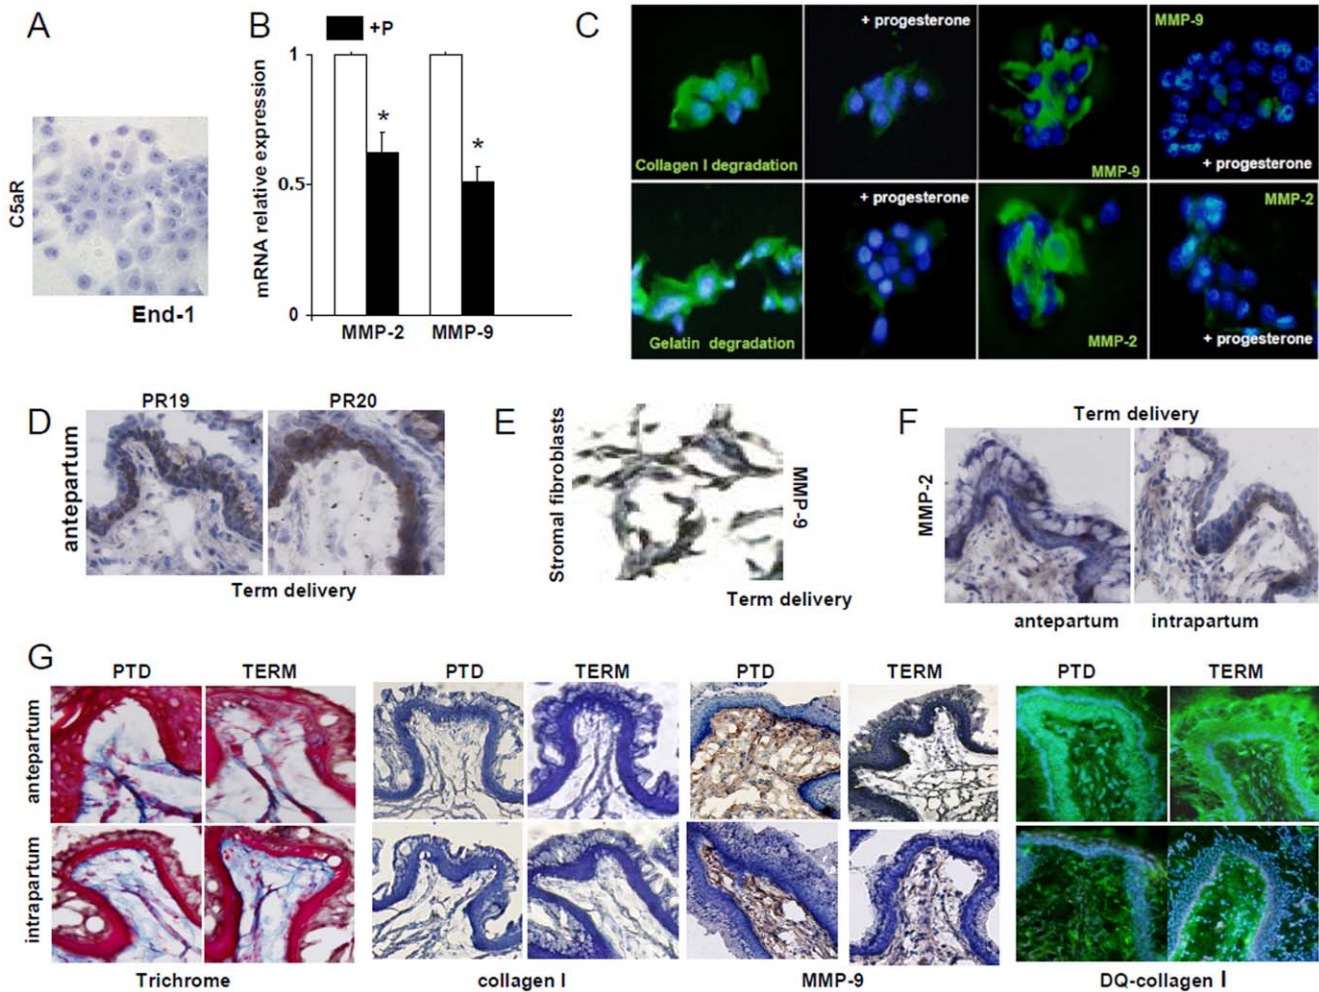 A
C5aR
End-1
B
+P
mRNA relative expression
1
0.5
0
*
*
MMP-2
MMP-9
C
Collagen I degradation
+ progesterone
MMP-9
MMP-9
+ progesterone
Gelatin degradation
+ progesterone
MMP-2
MMP-2
+ progesterone
D
PR19
PR20
antepartum
Term delivery
E
Stromal fibroblasts
MMP-9
Term delivery
F
Term delivery
MMP-2
antepartum
intrapartum
G
PTD
TERM
PTD
TERM
PTD
TERM
PTD
TERM
antepartum
intrapartum
Trichrome
collagen I
MMP-9
DQ-collagen I